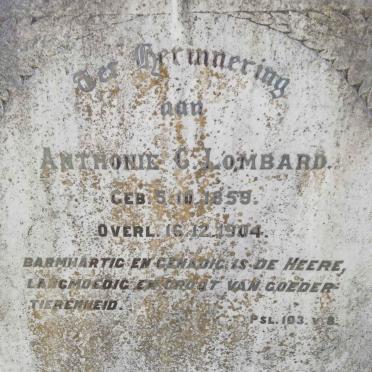 Ter Herinnering
aan
ANTHONIE C. LOMBARD.
GEB. 5.10.1859.
OVERL. 16.12.1904.
BARMHARTIG EN GENADIG IS DE HEERE,
LANGMOEDIG EN GROOT VAN GOEDER-
TIERENHEID.
PSL. 103. V. 8.